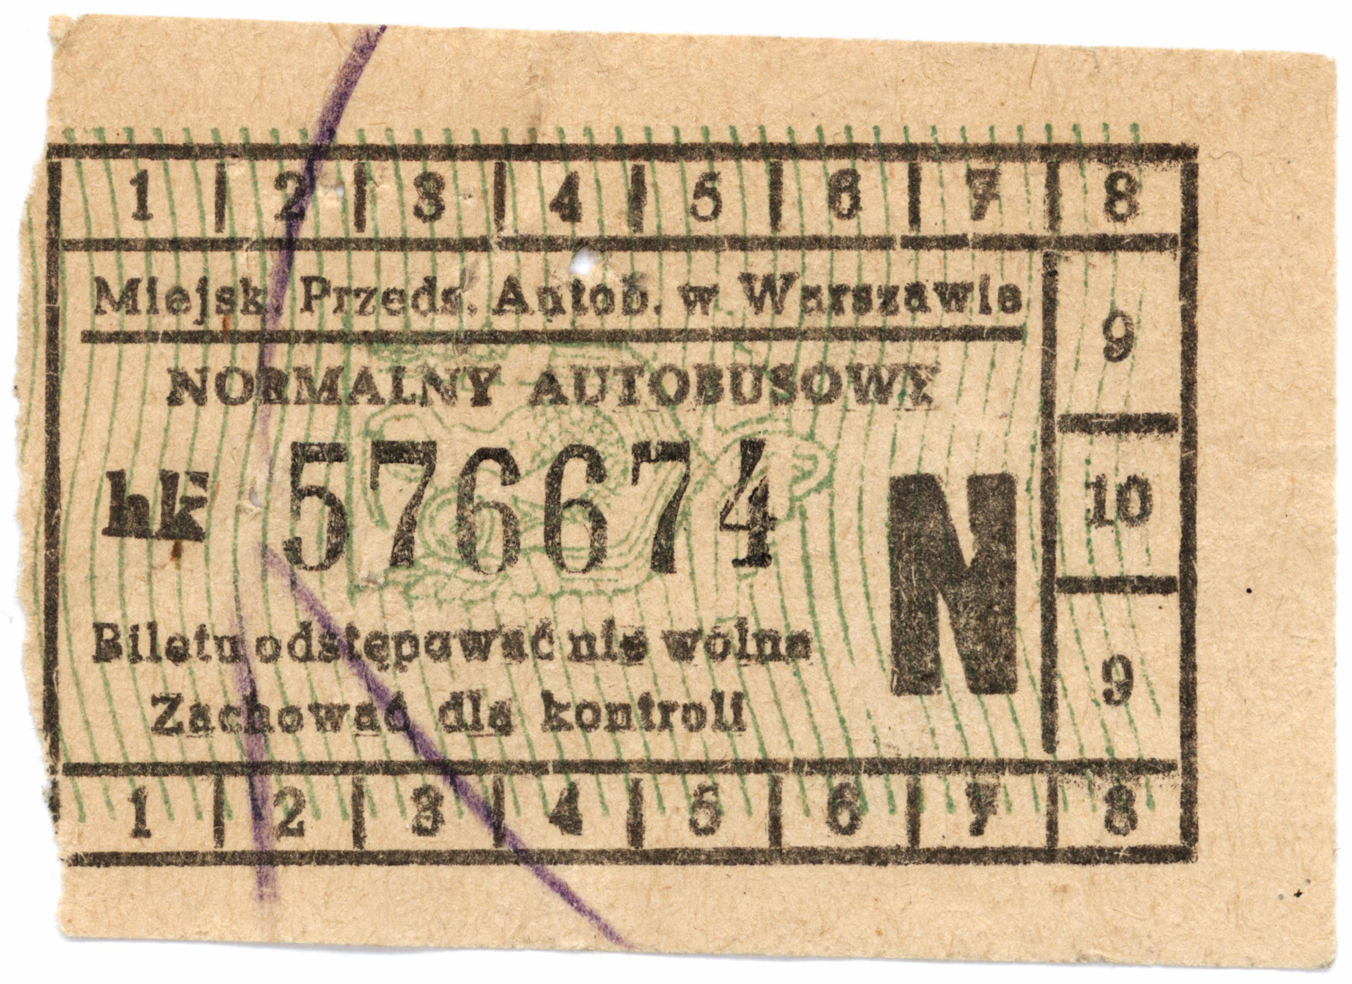 1 2 3 4 5 6 7 8
Miejsk. Przeds. Autob. w Warszawie
9
NORMALNY AUTOBUSOWY
hk 576674 N 10
Biletu odstępować nie wolno
9
Zachować dla kontroli
1 2 3 4 5 6 7 8